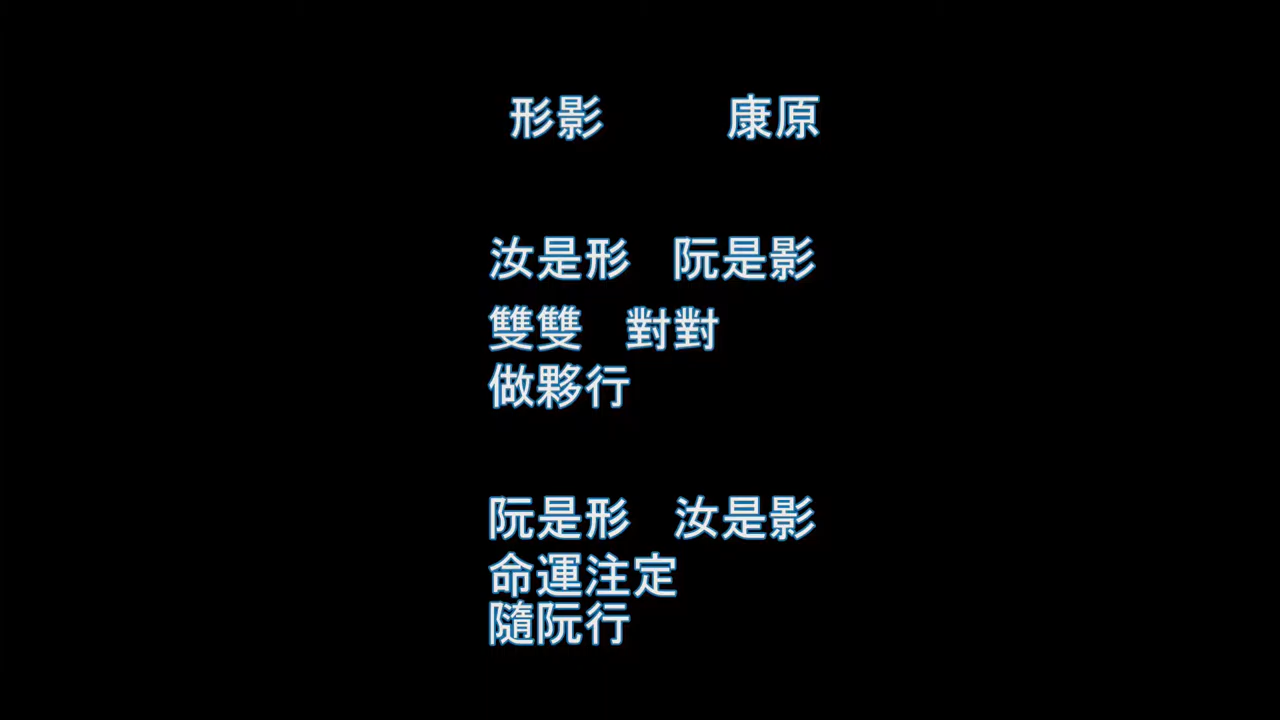 形影　　康原
汝是形　阮是影
雙雙　對對
做夥行
阮是形　汝是影
命運注定
隨阮行